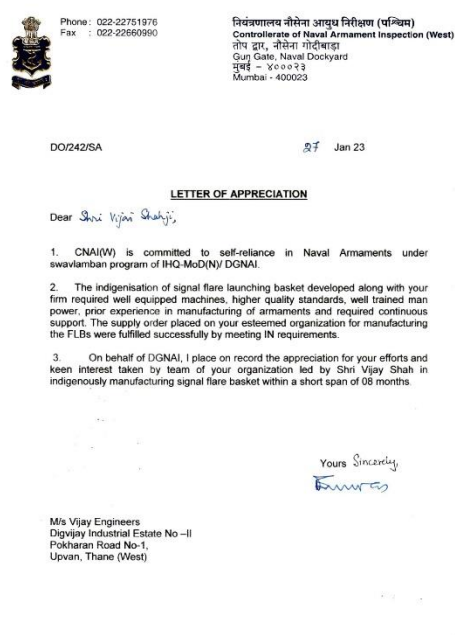 Phone: 022-22751976
Fax : 022-22660990
नियंत्रणालय नौसेना आयुध निरीक्षण (पश्चिम)
Controllerate of Naval Armament Inspection (West)
तोप द्वार, नौसेना गोदीबाड़ा
Gun Gate, Naval Dockyard
मुंबई – ४०००२३
Mumbai - 400023
DO/242/SA
27 Jan 23
LETTER OF APPRECIATION
Dear Shri Vijay Shahji,
1. CNAI(W) is committed to self-reliance in Naval Armaments under
swavlamban program of IHQ-MoD(N)/ DGNAI.
2. The indigenisation of signal flare launching basket developed along with your
firm required well equipped machines, higher quality standards, well trained man
power, prior experience in manufacturing of armaments and required continuous
support. The supply order placed on your esteemed organization for manufacturing
the FLBs were fulfilled successfully by meeting IN requirements.
3. On behalf of DGNAI, I place on record the appreciation for your efforts and
keen interest taken by team of your organization led by Shri Vijay Shah in
indigenously manufacturing signal flare basket within a short span of 08 months.
Yours Sincerely,
M/s Vijay Engineers
Digvijay Industrial Estate No –II
Pokharan Road No-1,
Upvan, Thane (West)